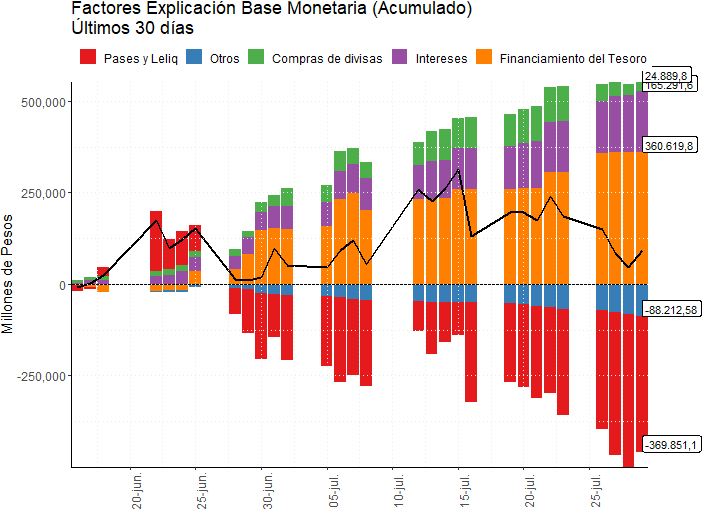 Factores Explicación Base Monetaria (Acumulado)
Últimos 30 días
Pases y Leliq
Otros
Compras de divisas
Intereses
Financiamiento del Tesoro
Millones de Pesos
500,000
250,000
0
-250,000
24.889,8
165.291,6
360.619,8
-88.212,58
-369.851,1
20-jun.
25-jun.
30-jun.
05-jul.
10-jul.
15-jul.
20-jul.
25-jul.